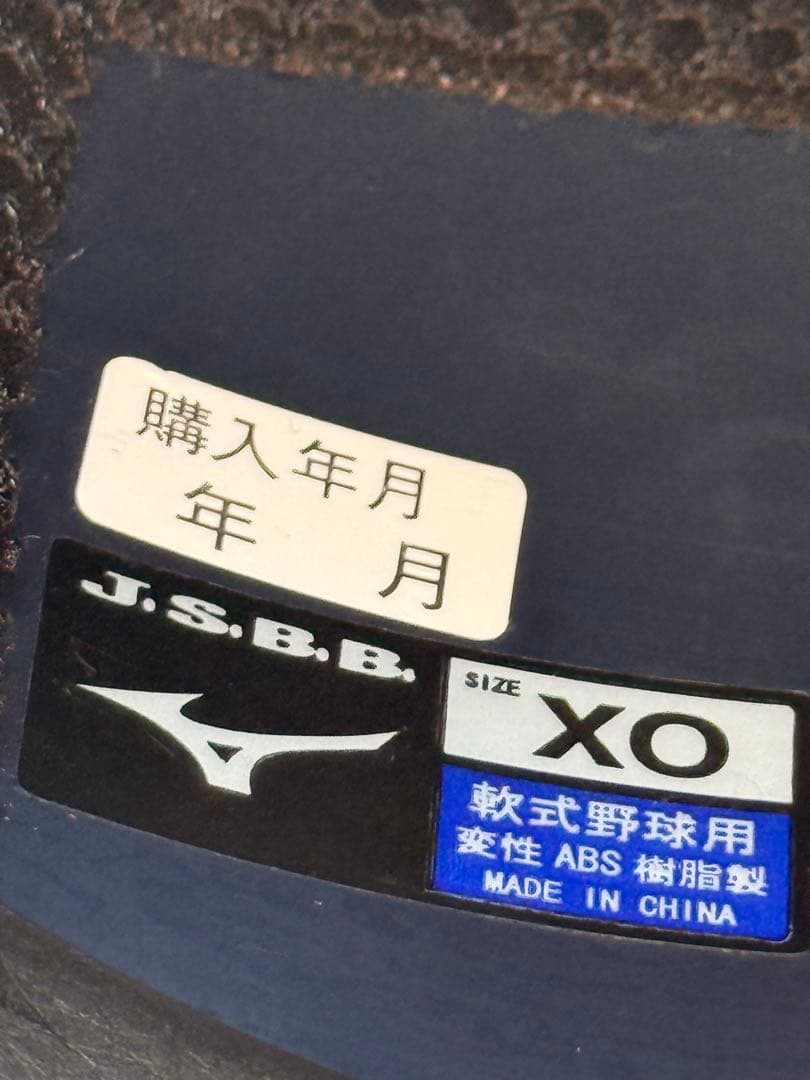 購入年月
年 月
J.S.B.B.
SIZE XO
軟式野球用
変性 ABS 樹脂製
MADE IN CHINA